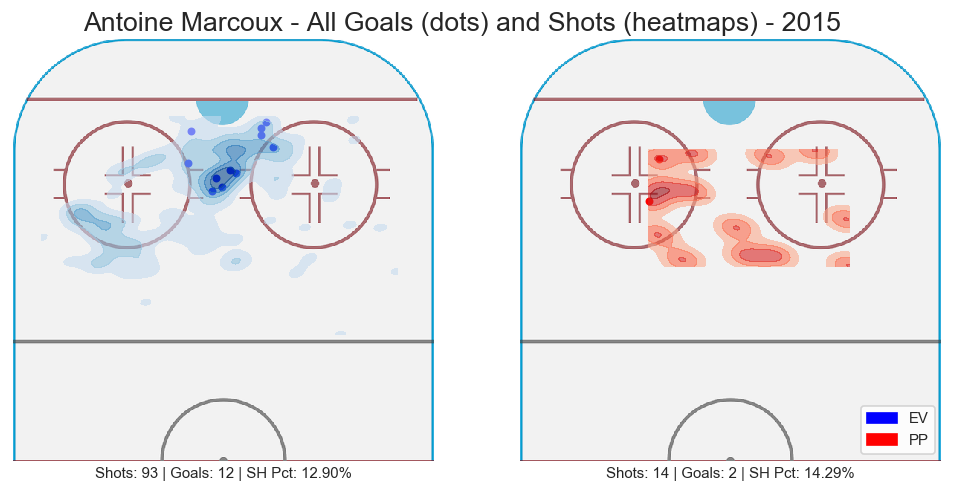 Antoine Marcoux - All Goals (dots) and Shots (heatmaps) - 2015
EV
PP
Shots: 93 | Goals: 12 | SH Pct: 12.90%
Shots: 14 | Goals: 2 | SH Pct: 14.29%